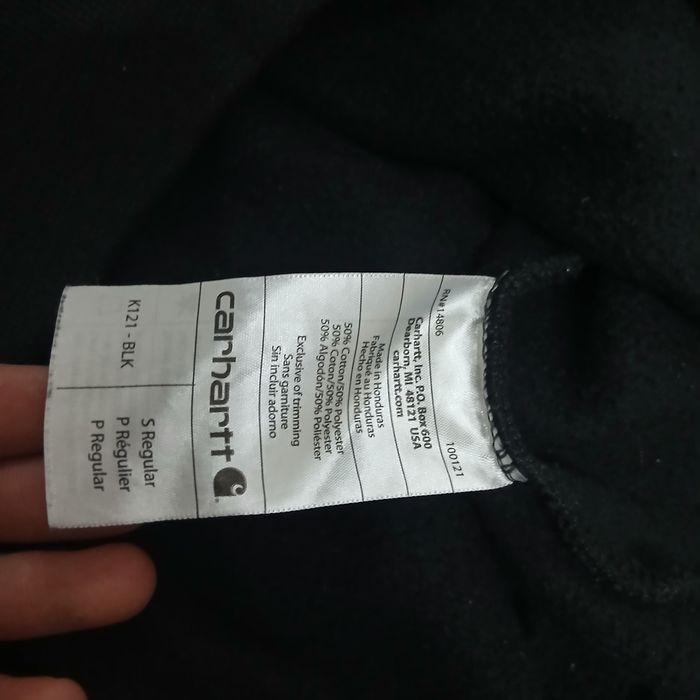 RN#14806 100121
Carhartt, Inc. P.O. Box 600
Dearborn, MI 48121 USA
carhartt.com
Made in Honduras
Fabriqué au Honduras
Hecho en Honduras
50% Cotton/50% Polyester
50% Coton/50% Polyester
50% Algodón/50% Poliéster
Exclusive of trimming
Sans garniture
Sin incluir adorno
carhartt
K121 - BLK
S Regular
P Régulier
P Regular